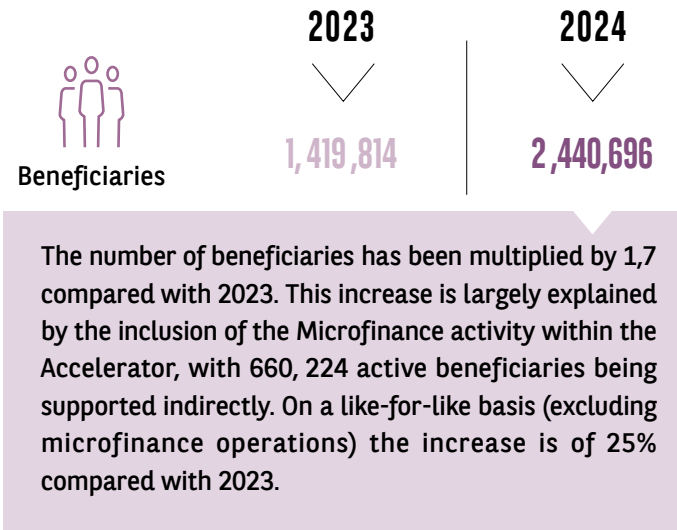 2023
2024
Beneficiaries
1,419,814
2,440,696
The number of beneficiaries has been multiplied by 1,7
compared with 2023. This increase is largely explained
by the inclusion of the Microfinance activity within the
Accelerator, with 660, 224 active beneficiaries being
supported indirectly. On a like-for-like basis (excluding
microfinance operations) the increase is of 25%
compared with 2023.